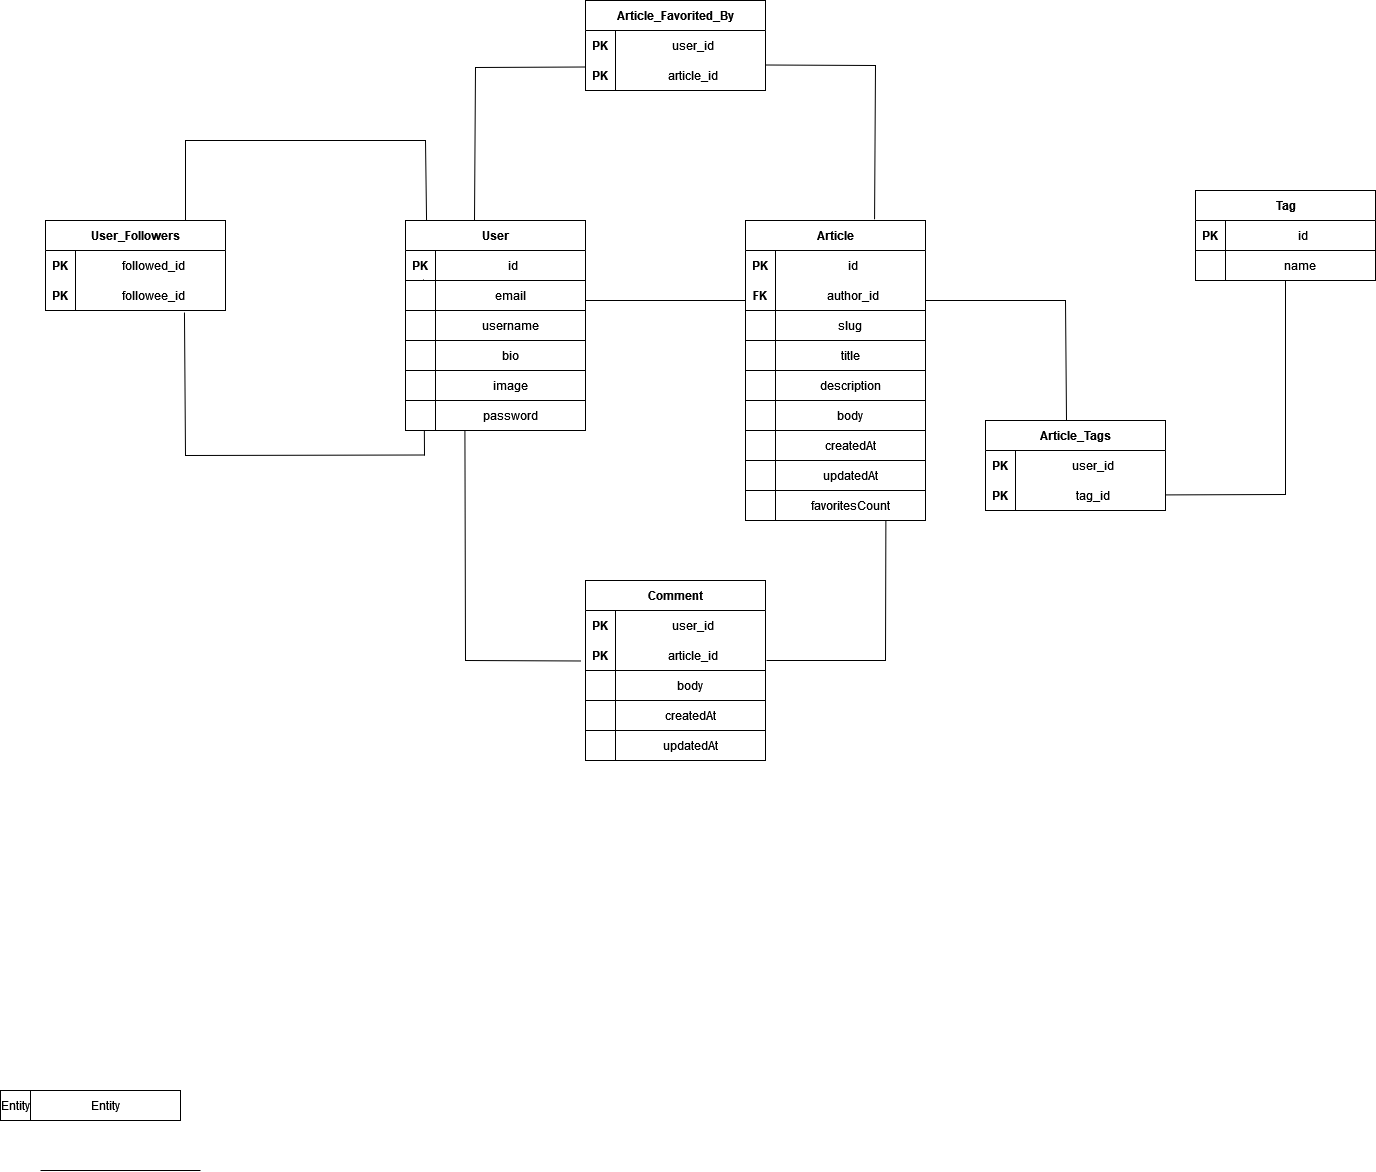 Article_Favorited_By
PK user_id
PK article_id
User_Followers
PK followed_id
PK followee_id
User
PK id
email
username
bio
image
password
Article
PK id
FK author_id
slug
title
description
body
createdAt
updatedAt
favoritesCount
Tag
PK id
name
Article_Tags
PK user_id
PK tag_id
Comment
PK user_id
PK article_id
body
createdAt
updatedAt
Entity Entity